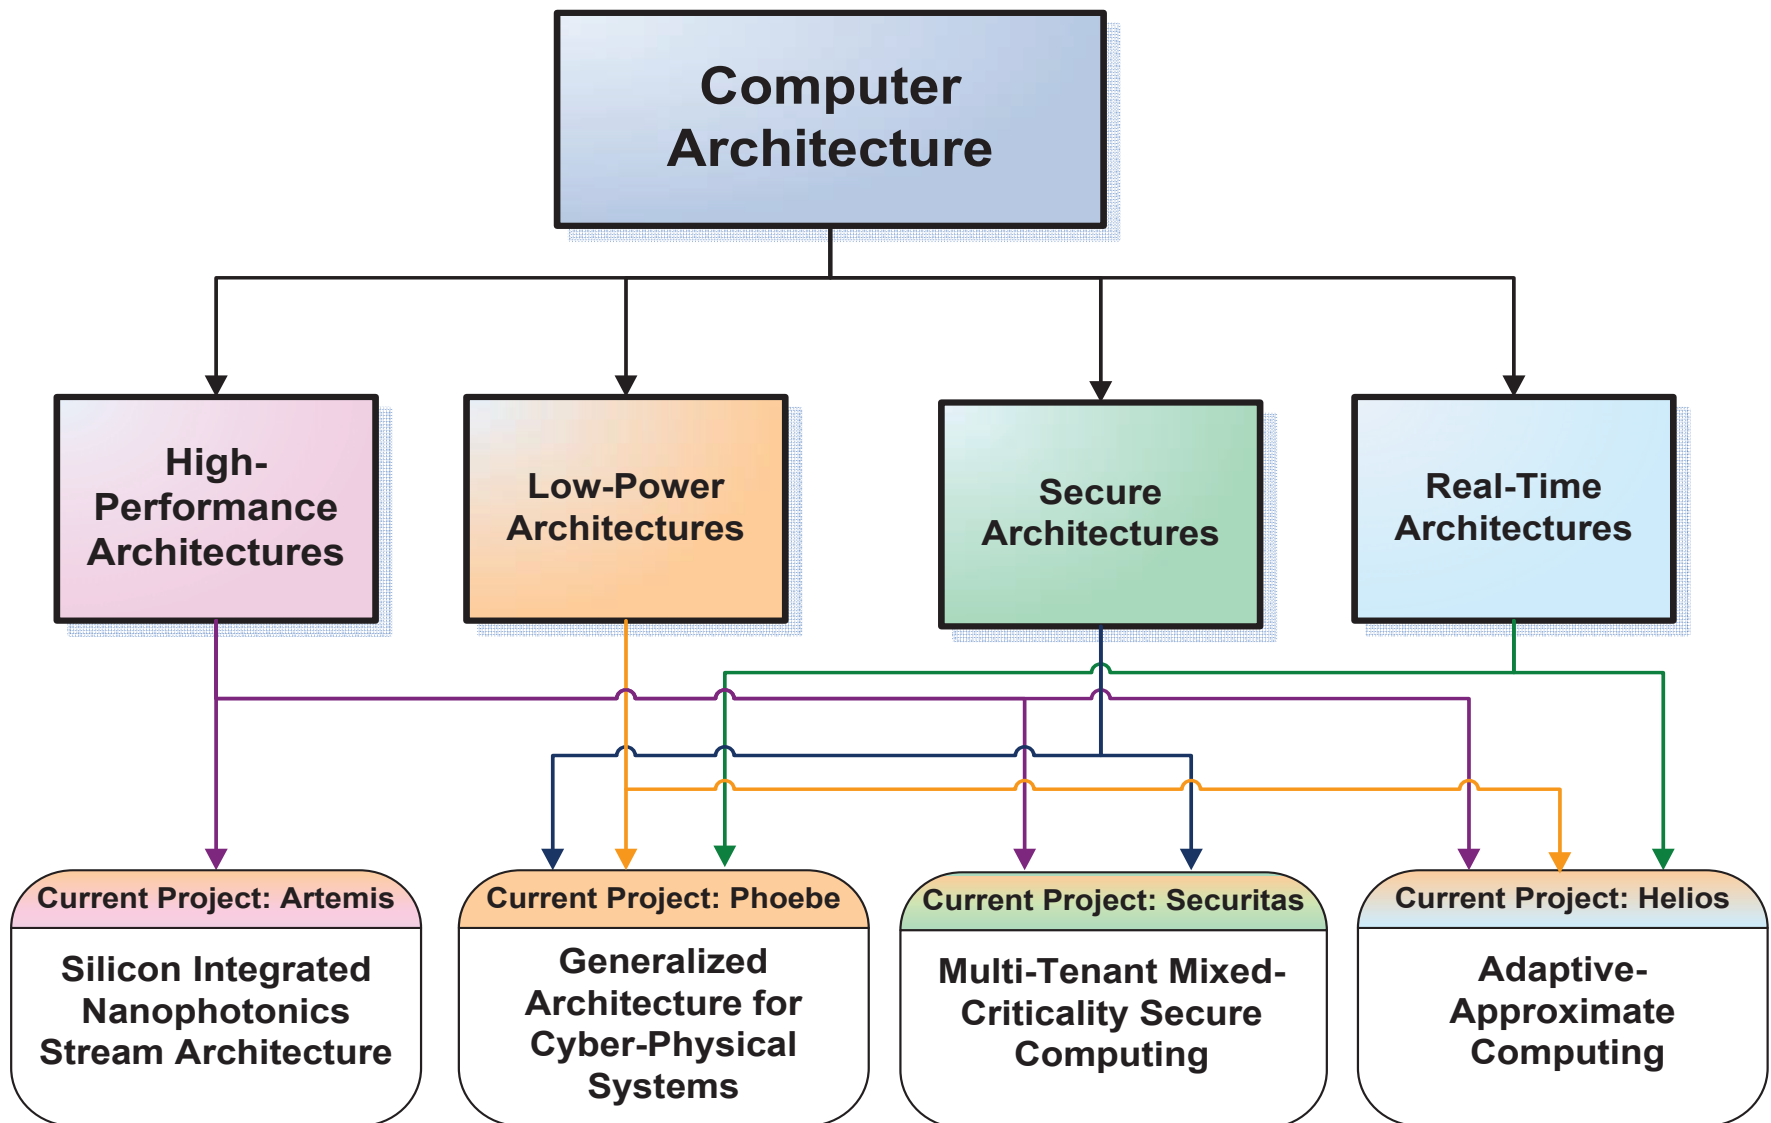 Computer
Architecture
High-
Performance
Architectures
Low-Power
Architectures
Secure
Architectures
Real-Time
Architectures
Current Project: Artemis
Silicon Integrated
Nanophotonics
Stream Architecture
Current Project: Phoebe
Generalized
Architecture for
Cyber-Physical
Systems
Current Project: Securitas
Multi-Tenant Mixed-
Criticality Secure
Computing
Current Project: Helios
Adaptive-
Approximate
Computing